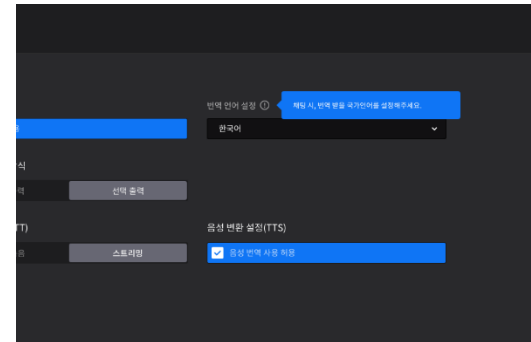 번역 언어 설정 ⓘ
채팅 시, 번역 받을 국가언어를 설정해주세요.
한국어
선택 출력
TT)
음성 변환 설정(TTS)
스트리밍
음성 번역 사용 허용